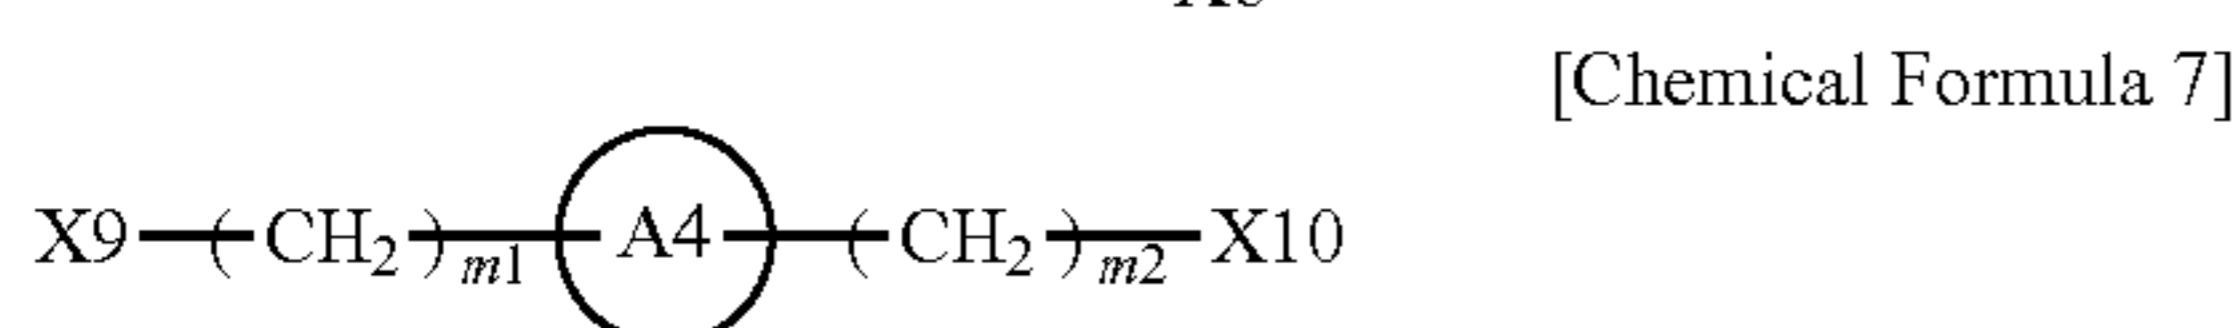 [Chemical Formula 7]
X9—(CH₂)m1—A4—(CH₂)m2—X10